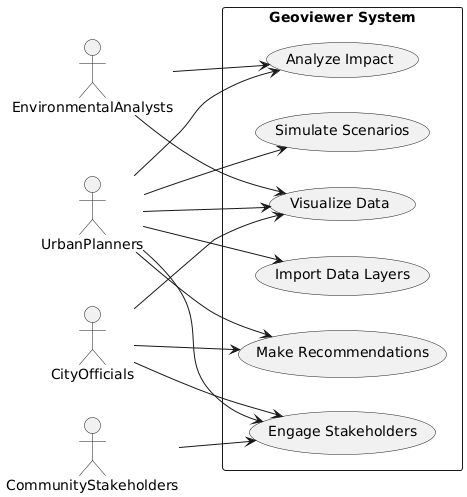 Geoviewer System
Analyze Impact
EnvironmentalAnalysts
Simulate Scenarios
Visualize Data
UrbanPlanners
Import Data Layers
Make Recommendations
CityOfficials
Engage Stakeholders
CommunityStakeholders